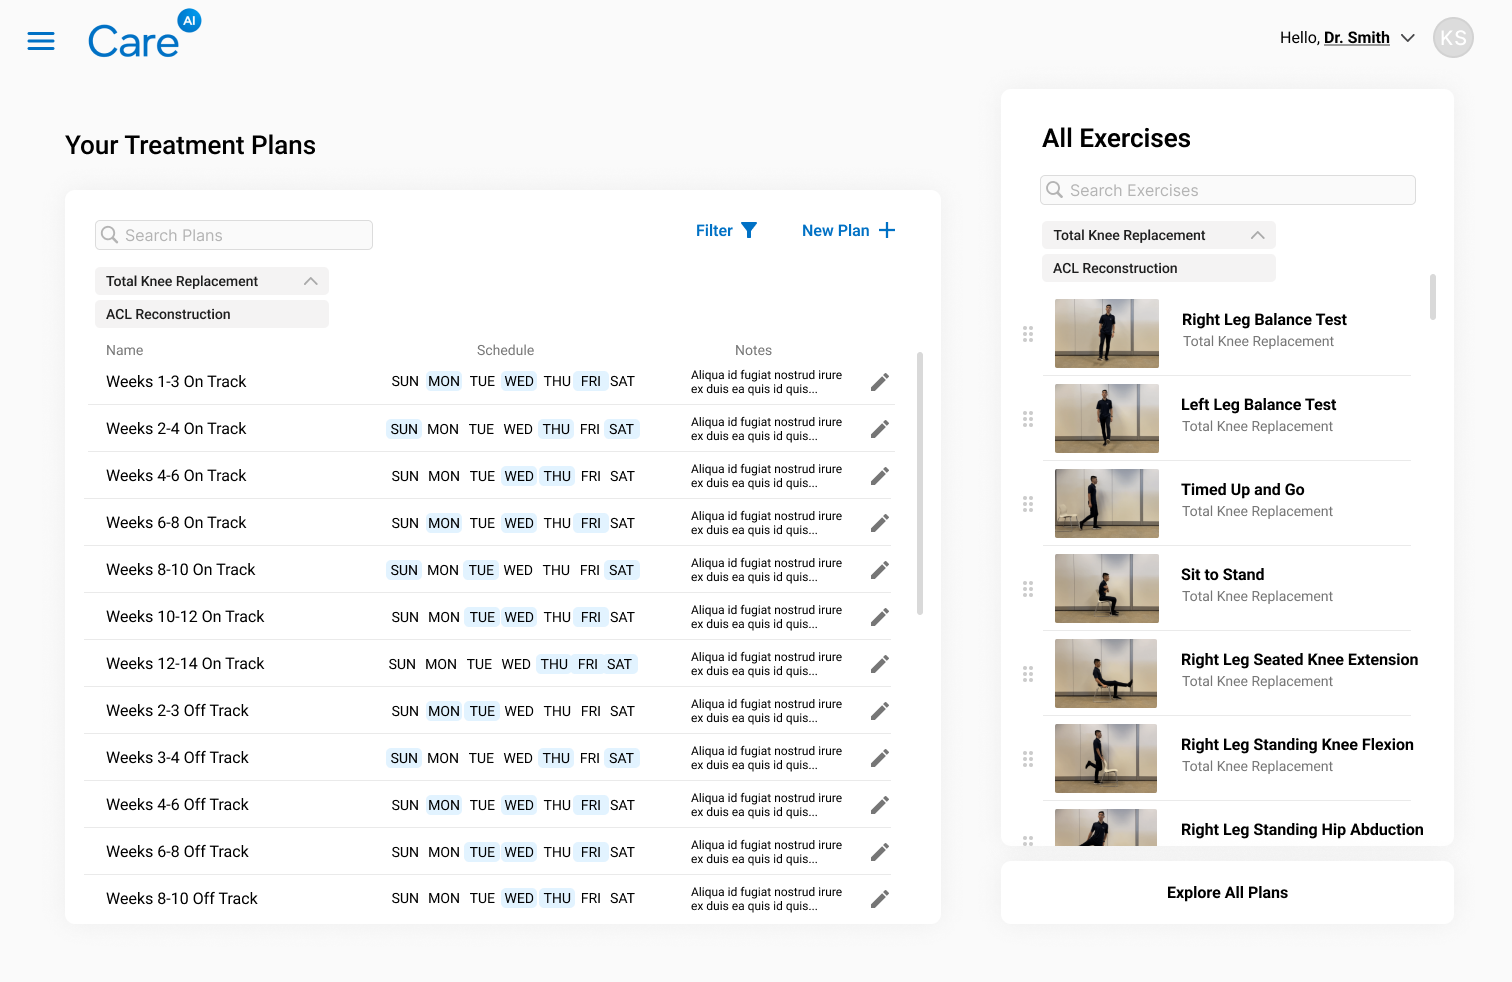 Care AI
Hello, Dr. Smith
KS
Your Treatment Plans
Search Plans
Filter
New Plan
Total Knee Replacement
ACL Reconstruction
Name Schedule Notes
Weeks 1-3 On Track SUN MON TUE WED THU FRI SAT Aliqua id fugiat nostrud irure
ex duis ea quis id quis...
Weeks 2-4 On Track SUN MON TUE WED THU FRI SAT Aliqua id fugiat nostrud irure
ex duis ea quis id quis...
Weeks 4-6 On Track SUN MON TUE WED THU FRI SAT Aliqua id fugiat nostrud irure
ex duis ea quis id quis...
Weeks 6-8 On Track SUN MON TUE WED THU FRI SAT Aliqua id fugiat nostrud irure
ex duis ea quis id quis...
Weeks 8-10 On Track SUN MON TUE WED THU FRI SAT Aliqua id fugiat nostrud irure
ex duis ea quis id quis...
Weeks 10-12 On Track SUN MON TUE WED THU FRI SAT Aliqua id fugiat nostrud irure
ex duis ea quis id quis...
Weeks 12-14 On Track SUN MON TUE WED THU FRI SAT Aliqua id fugiat nostrud irure
ex duis ea quis id quis...
Weeks 2-3 Off Track SUN MON TUE WED THU FRI SAT Aliqua id fugiat nostrud irure
ex duis ea quis id quis...
Weeks 3-4 Off Track SUN MON TUE WED THU FRI SAT Aliqua id fugiat nostrud irure
ex duis ea quis id quis...
Weeks 4-6 Off Track SUN MON TUE WED THU FRI SAT Aliqua id fugiat nostrud irure
ex duis ea quis id quis...
Weeks 6-8 Off Track SUN MON TUE WED THU FRI SAT Aliqua id fugiat nostrud irure
ex duis ea quis id quis...
Weeks 8-10 Off Track SUN MON TUE WED THU FRI SAT Aliqua id fugiat nostrud irure
ex duis ea quis id quis...
All Exercises
Search Exercises
Total Knee Replacement
ACL Reconstruction
Right Leg Balance Test
Total Knee Replacement
Left Leg Balance Test
Total Knee Replacement
Timed Up and Go
Total Knee Replacement
Sit to Stand
Total Knee Replacement
Right Leg Seated Knee Extension
Total Knee Replacement
Right Leg Standing Knee Flexion
Total Knee Replacement
Right Leg Standing Hip Abduction
Explore All Plans